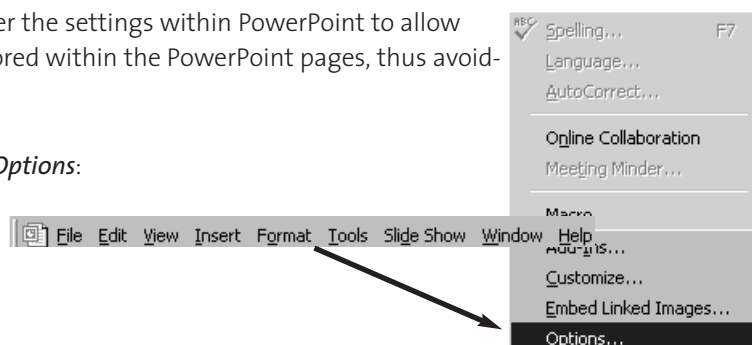 er the settings within PowerPoint to allow
ored within the PowerPoint pages, thus avoid-
Options:
File Edit View Insert Format Tools Slide Show Window Help
ABC Spelling... F7
Language...
AutoCorrect...
Online Collaboration
Meeting Minder...
Macro
Add-Ins...
Customize...
Embed Linked Images...
Options...